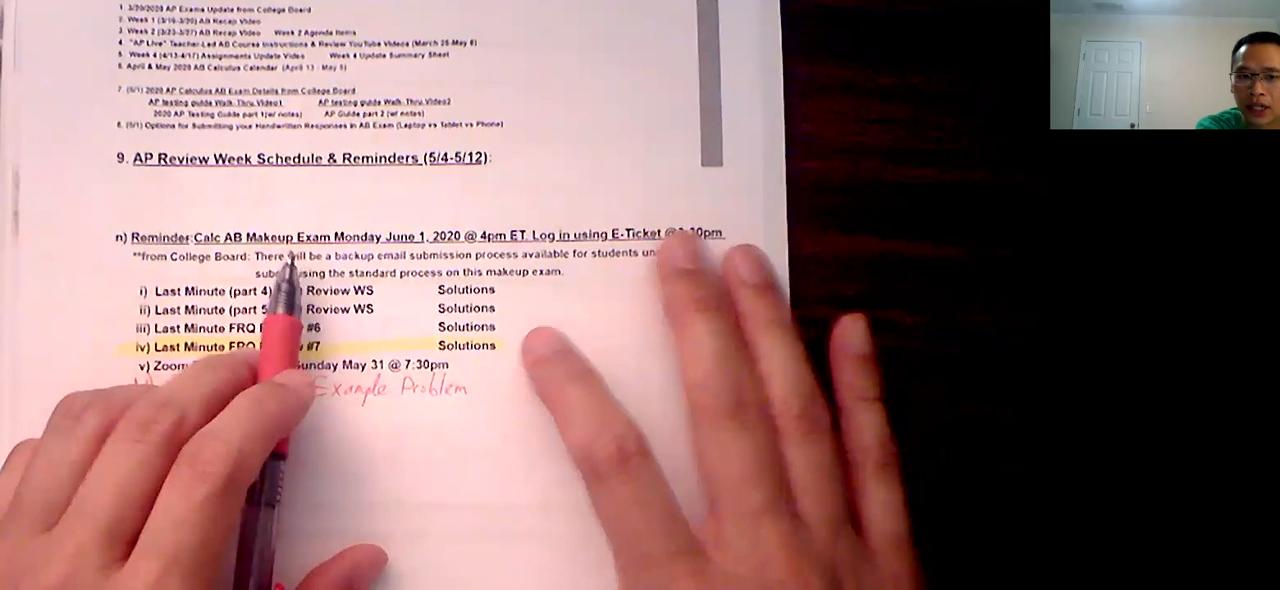 1. 3/20/2020 AP Exams Update from College Board
2. Week 1 (3/16-3/20) AB Recap Video
3. Week 2 (3/23-3/27) AB Recap Video Week 2 Agenda Items
4. "AP Live" Teacher-Led AB Course Instructions & Review YouTube Videos (March 25-May 6)
5. Week 4 (4/13-4/17) Assignments Update Video Week 4 Update Summary Sheet
6. April & May 2020 AB Calculus Calendar (April 13 - May 5)
7. (5/1) 2020 AP Calculus AB Exam Details from College Board
AP testing guide Walk-Thru Video1 AP testing guide Walk-Thru Video2
2020 AP Testing Guide part 1(w/ notes) AP Guide part 2 (w/ notes)
8. (5/1) Options for Submitting your Handwritten Responses in AB Exam (Laptop vs Tablet vs Phone)
9. AP Review Week Schedule & Reminders (5/4-5/12):
n) Reminder: Calc AB Makeup Exam Monday June 1, 2020 @ 4pm ET. Log in using E-Ticket
**from College Board: There will be a backup email submission process available for students
using the standard process on this makeup exam.
i) Last Minute (part 4) Review WS Solutions
ii) Last Minute (part 5 Review WS Solutions
iii) Last Minute FRQ #6 Solutions
iv) Last Minute FRQ #7 Solutions
v) Zoom Sunday May 31 @ 7:30pm
Example Problem